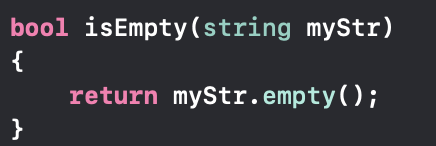 bool isEmpty(string myStr)
{
    return myStr.empty();
}